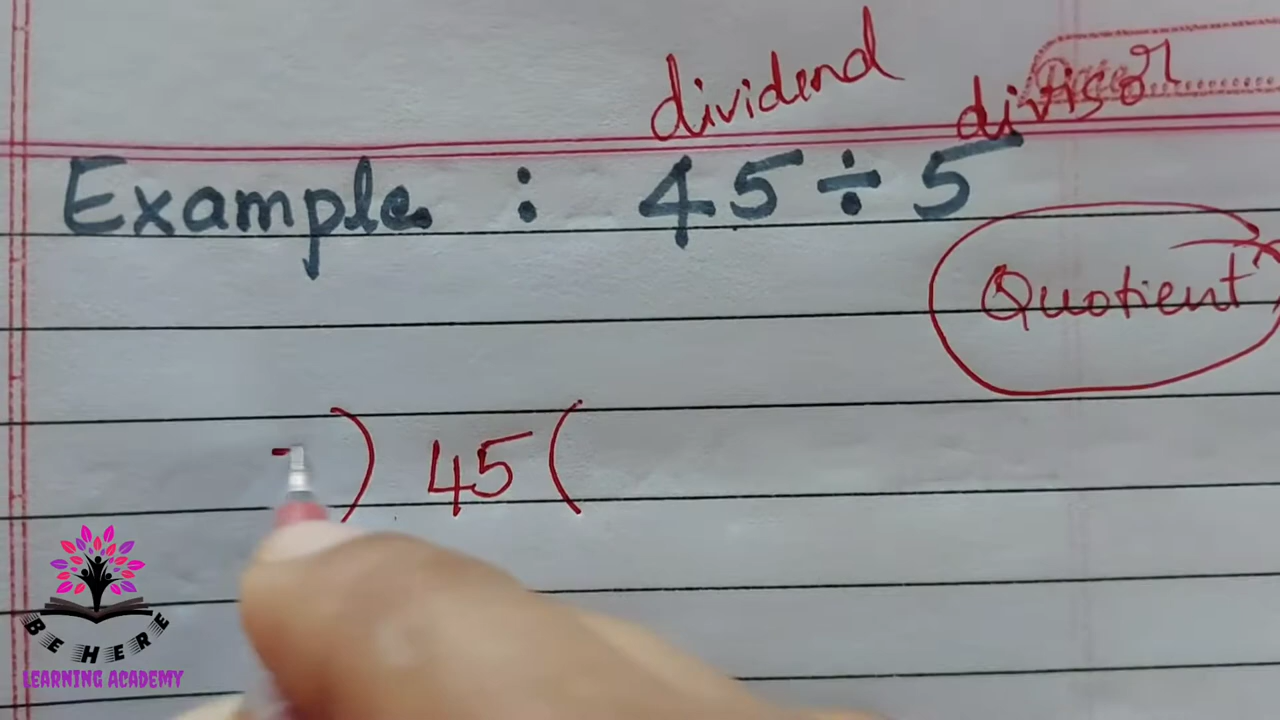 dividend divisor
Example : 45 ÷ 5
Quotient
) 45 (
BE HERE
LEARNING ACADEMY